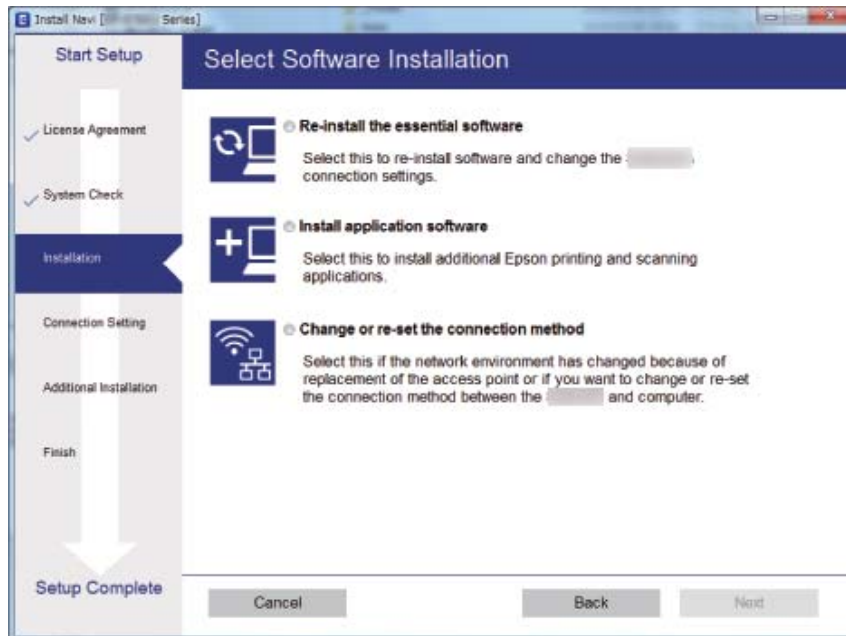 Install Navi [ Series]
Start Setup
Select Software Installation
License Agreement
System Check
Installation
Connection Setting
Additional Installation
Finish
Setup Complete
Re-install the essential software
Select this to re-install software and change the
connection settings.
Install application software
Select this to install additional Epson printing and scanning
applications.
Change or re-set the connection method
Select this if the network environment has changed because of
replacement of the access point or if you want to change or re-set
the connection method between the and computer.
Cancel
Back
Next